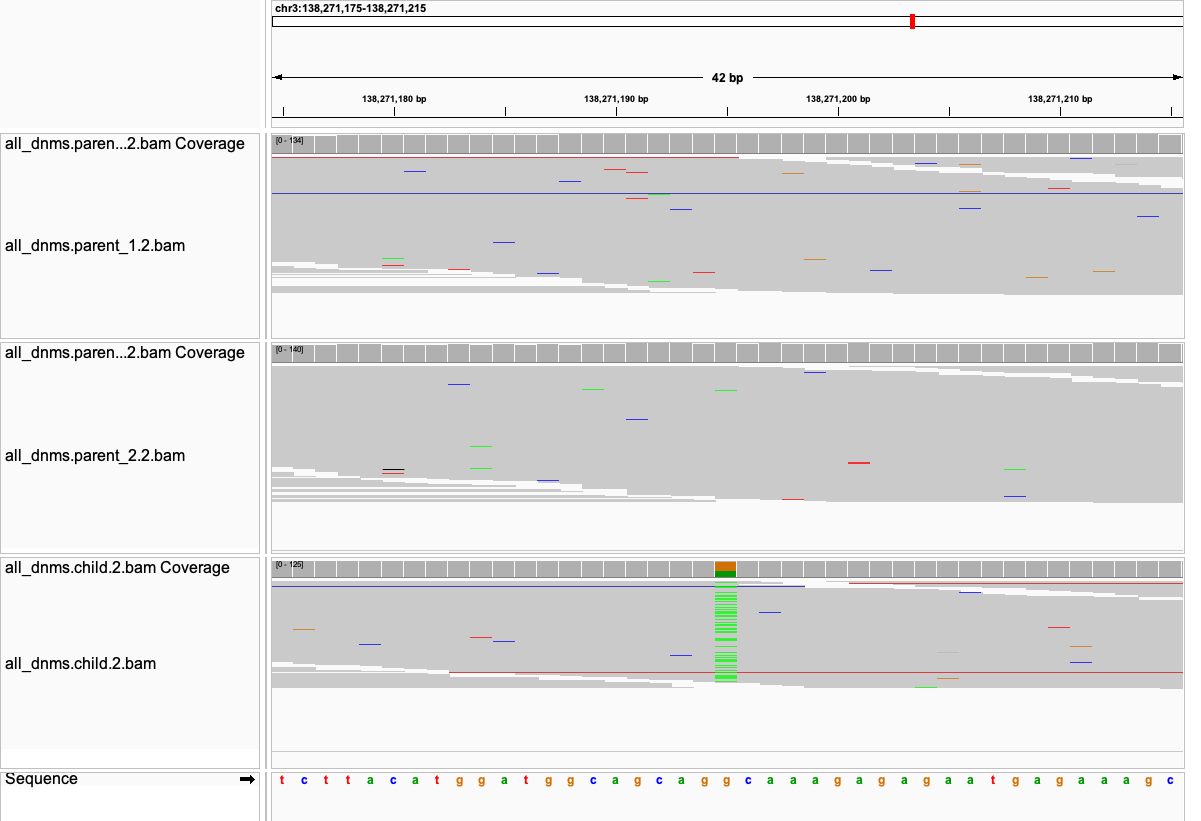 chr3:138,271,175-138,271,215
42 bp
138,271,180 bp 138,271,190 bp 138,271,200 bp 138,271,210 bp
all_dnms.paren...2.bam Coverage [0 - 134]
all_dnms.parent_1.2.bam
all_dnms.paren...2.bam Coverage [0 - 140]
all_dnms.parent_2.2.bam
all_dnms.child.2.bam Coverage [0 - 125]
all_dnms.child.2.bam
Sequence t c t t a c a t g g a t g g c a g c a g g c a a a g a g a g a a t g a g a a a g c